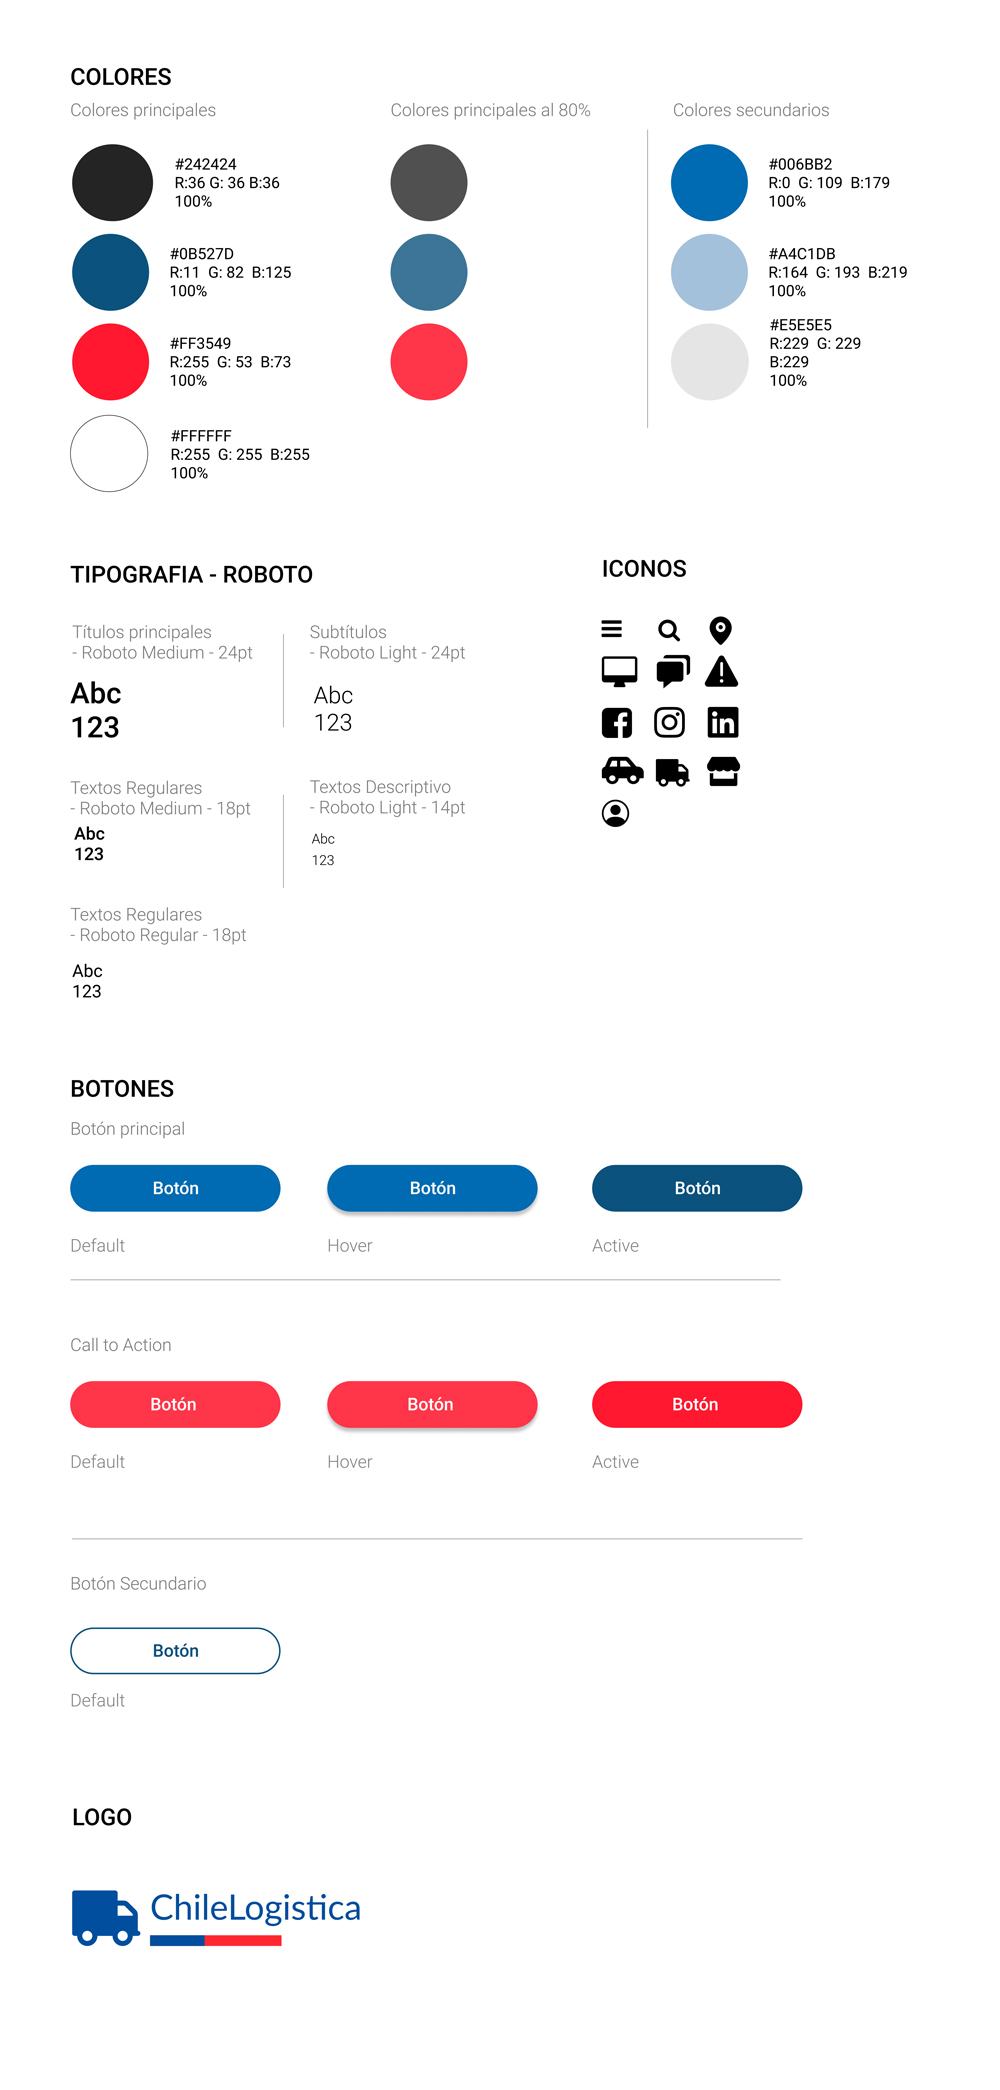 COLORES
Colores principales
#242424
R:36 G: 36 B:36
100%
#0B527D
R:11  G: 82  B:125
100%
#FF3549
R:255  G: 53  B:73
100%
#FFFFFF
R:255  G: 255  B:255
100%
Colores principales al 80%
Colores secundarios
#006BB2
R:0  G: 109  B:179
100%
#A4C1DB
R:164  G: 193  B:219
100%
#E5E5E5
R:229  G: 229
B:229
100%
TIPOGRAFIA - ROBOTO
Títulos principales
- Roboto Medium - 24pt
Abc
123
Subtítulos
- Roboto Light - 24pt
Abc
123
Textos Regulares
- Roboto Medium - 18pt
Abc
123
Textos Descriptivo
- Roboto Light - 14pt
Abc
123
Textos Regulares
- Roboto Regular - 18pt
Abc
123
ICONOS
in
BOTONES
Botón principal
Botón
Botón
Botón
Default
Hover
Active
Call to Action
Botón
Botón
Botón
Default
Hover
Active
Botón Secundario
Botón
Default
LOGO
ChileLogistica